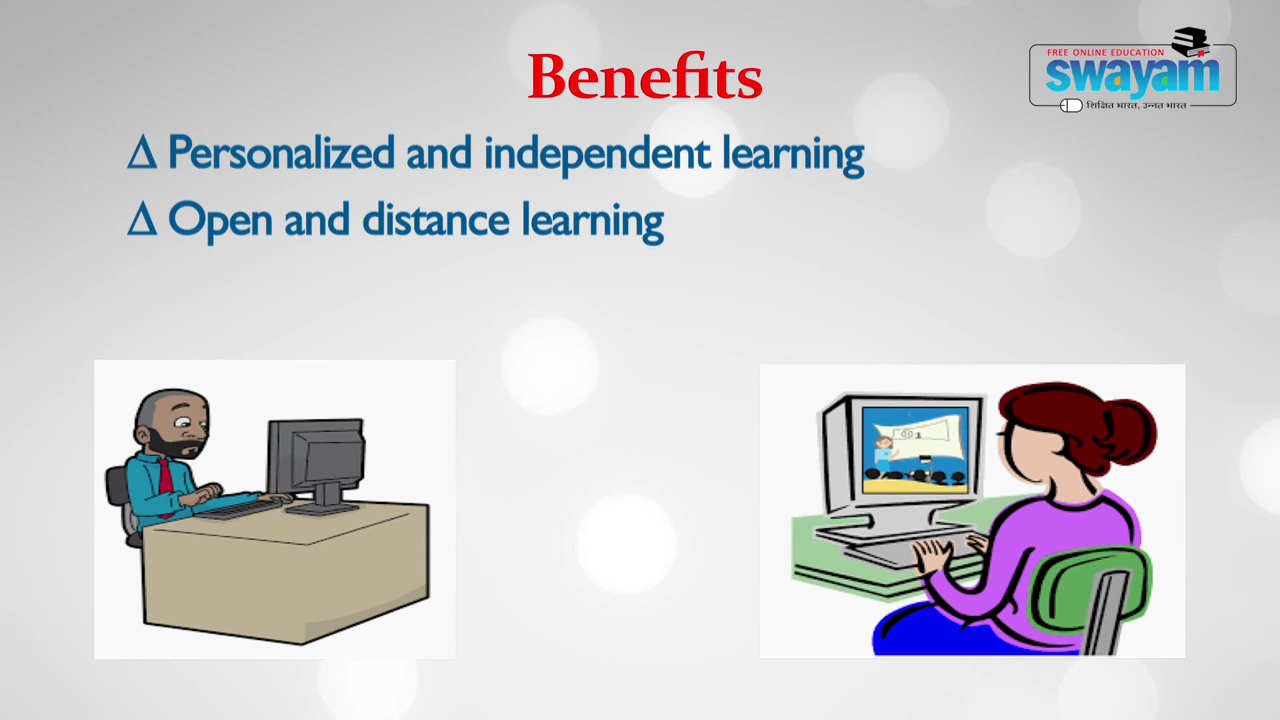 Benefits
FREE ONLINE EDUCATION
swayam
शिक्षित भारत, उन्नत भारत
Δ Personalized and independent learning
Δ Open and distance learning